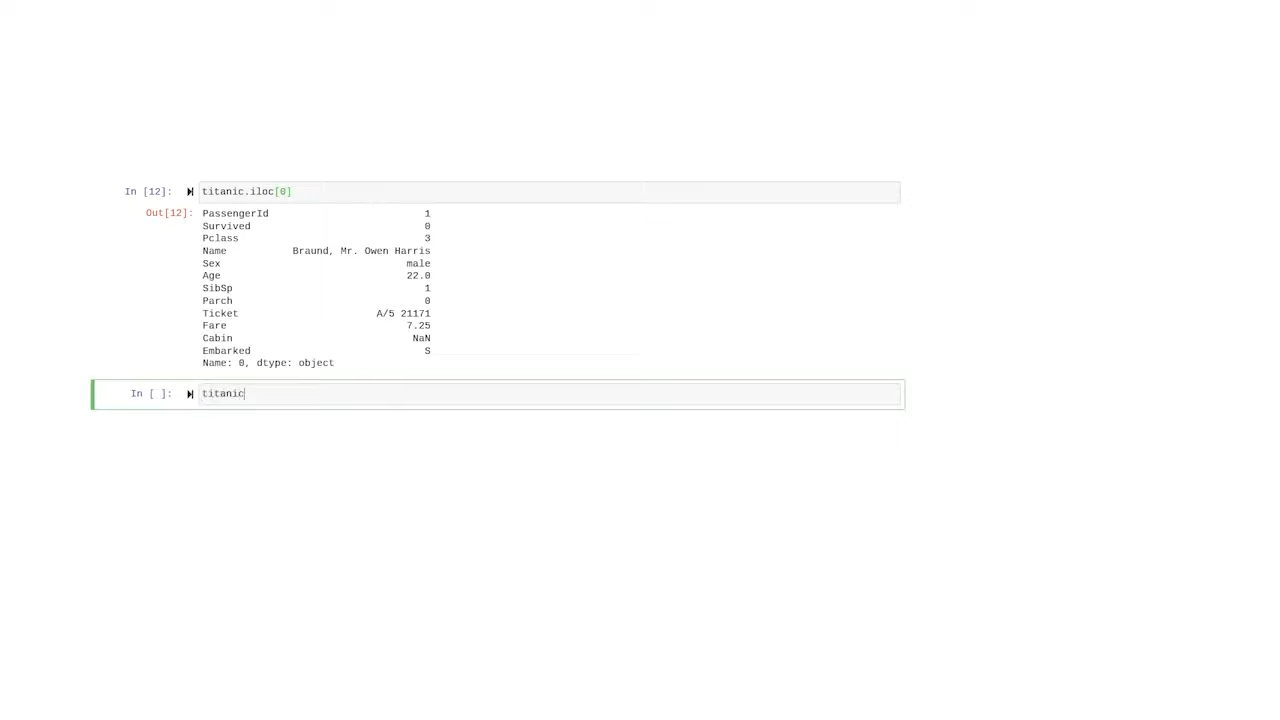 In [12]: titanic.iloc[0]
Out[12]: PassengerId 1
Survived 0
Pclass 3
Name Braund, Mr. Owen Harris
Sex male
Age 22.0
SibSp 1
Parch 0
Ticket A/5 21171
Fare 7.25
Cabin NaN
Embarked S
Name: 0, dtype: object
In [ ]: titanic